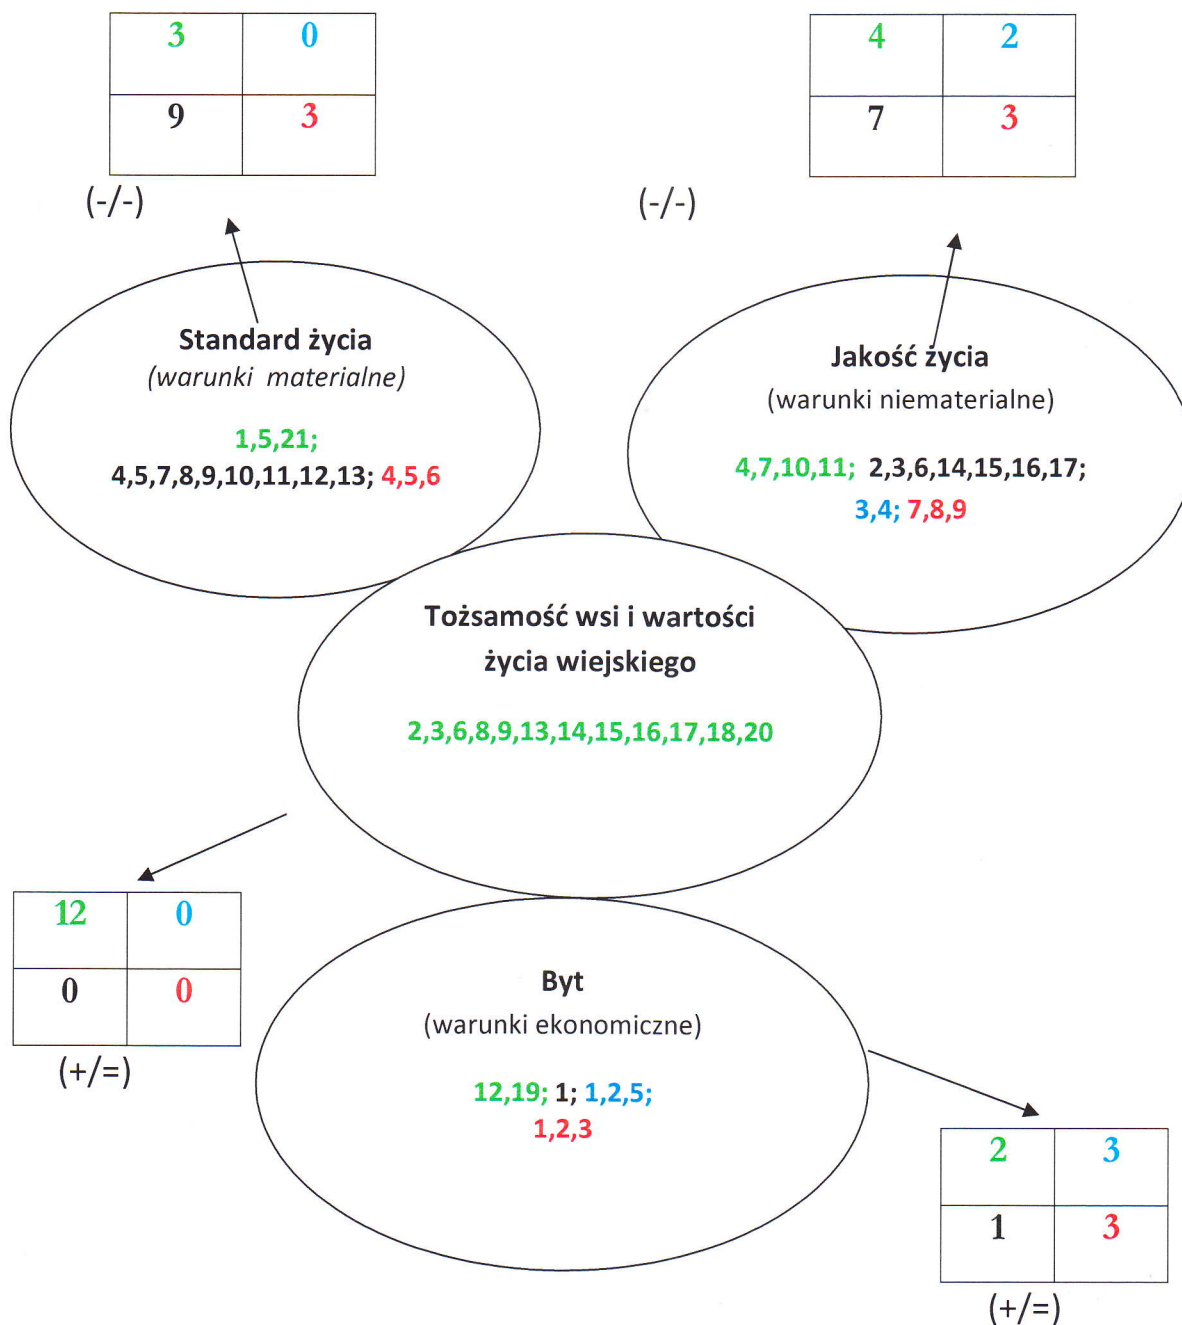 3 0
9 3
(-/-)
4 2
7 3
(-/-)
Standard życia
(warunki materialne)
1,5,21;
4,5,7,8,9,10,11,12,13; 4,5,6
Jakość życia
(warunki niematerialne)
4,7,10,11; 2,3,6,14,15,16,17;
3,4; 7,8,9
Tożsamość wsi i wartości
życia wiejskiego
2,3,6,8,9,13,14,15,16,17,18,20
12 0
0 0
(+/=)
Byt
(warunki ekonomiczne)
12,19; 1; 1,2,5;
1,2,3
2 3
1 3
(+/=)